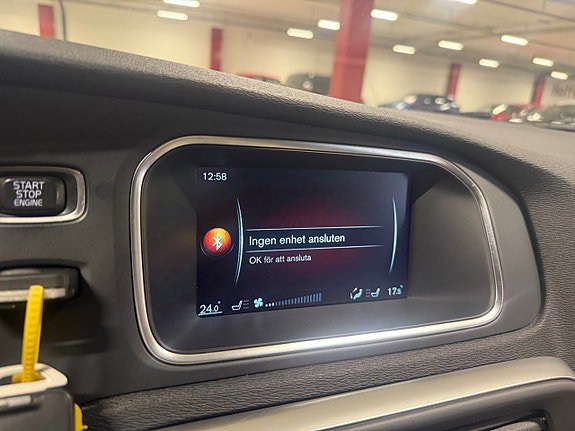 12:58
START
STOP
ENGINE
Ingen enhet ansluten
OK för att ansluta
24.0°
17.5°